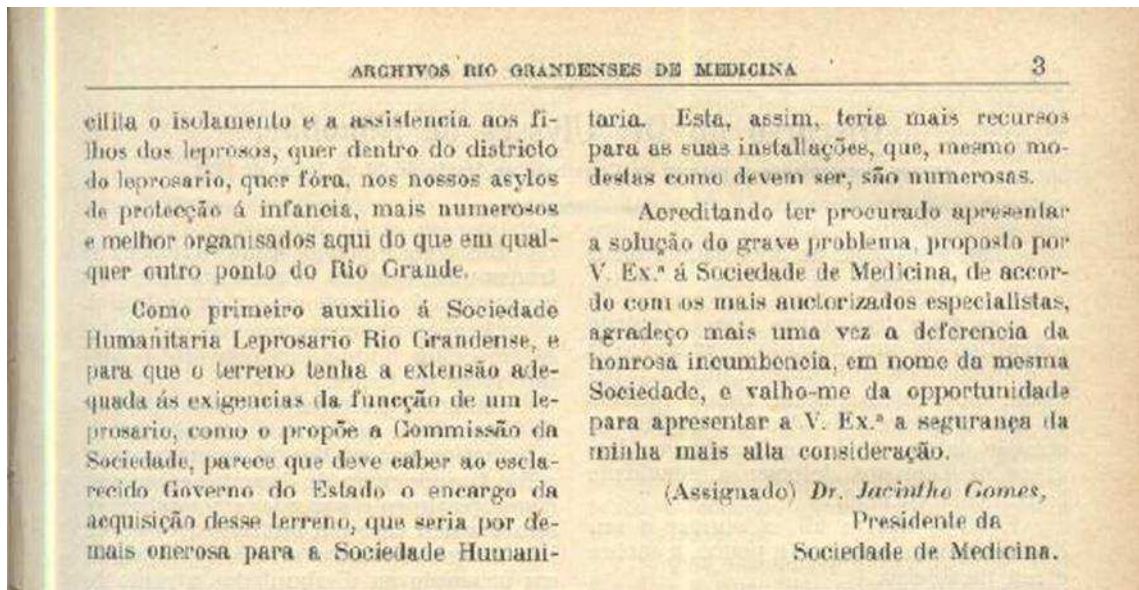 ARCHIVOS RIO GRANDENSES DE MEDICINA 3
cilita o isolamento e a assistencia aos fi-
lhos dos leprosos, quer dentro do districto
do leprosario, quer fóra, nos nossos asylos
de protecção á infancia, mais numerosos
e melhor organisados aqui do que em qual-
quer outro ponto do Rio Grande.
Como primeiro auxilio á Sociedade
Humanitaria Leprosario Rio Grandense, e
para que o terreno tenha a extensão ade-
quada ás exigencias da funcção de um le-
prosario, como o propõe a Commissão da
Sociedade, parece que deve caber ao escla-
recido Governo do Estado o encargo da
acquisição desse terreno, que seria por de-
mais onerosa para a Sociedade Humani-
taria. Esta, assim, teria mais recursos
para as suas installações, que, mesmo mo-
destas como devem ser, são numerosas.
Acreditando ter procurado apresentar
a solução do grave problema, proposto por
V. Ex.ª á Sociedade de Medicina, de accor-
do com os mais auctorizados especialistas,
agradeço mais uma vez a deferencia da
honrosa incumbencia, em nome da mesma
Sociedade, e valho-me da opportunidade
para apresentar a V. Ex.ª a segurança da
minha mais alta consideração.
(Assignado) Dr. Jacintho Gomes,
Presidente da
Sociedade de Medicina.